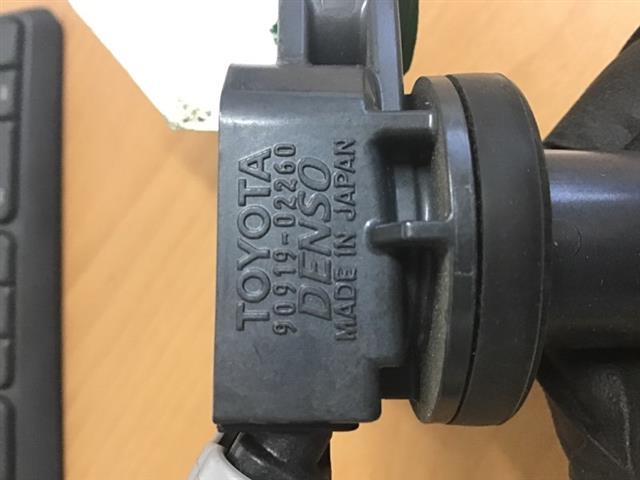 TOYOTA
90919-02260
DENSO
MADE IN JAPAN